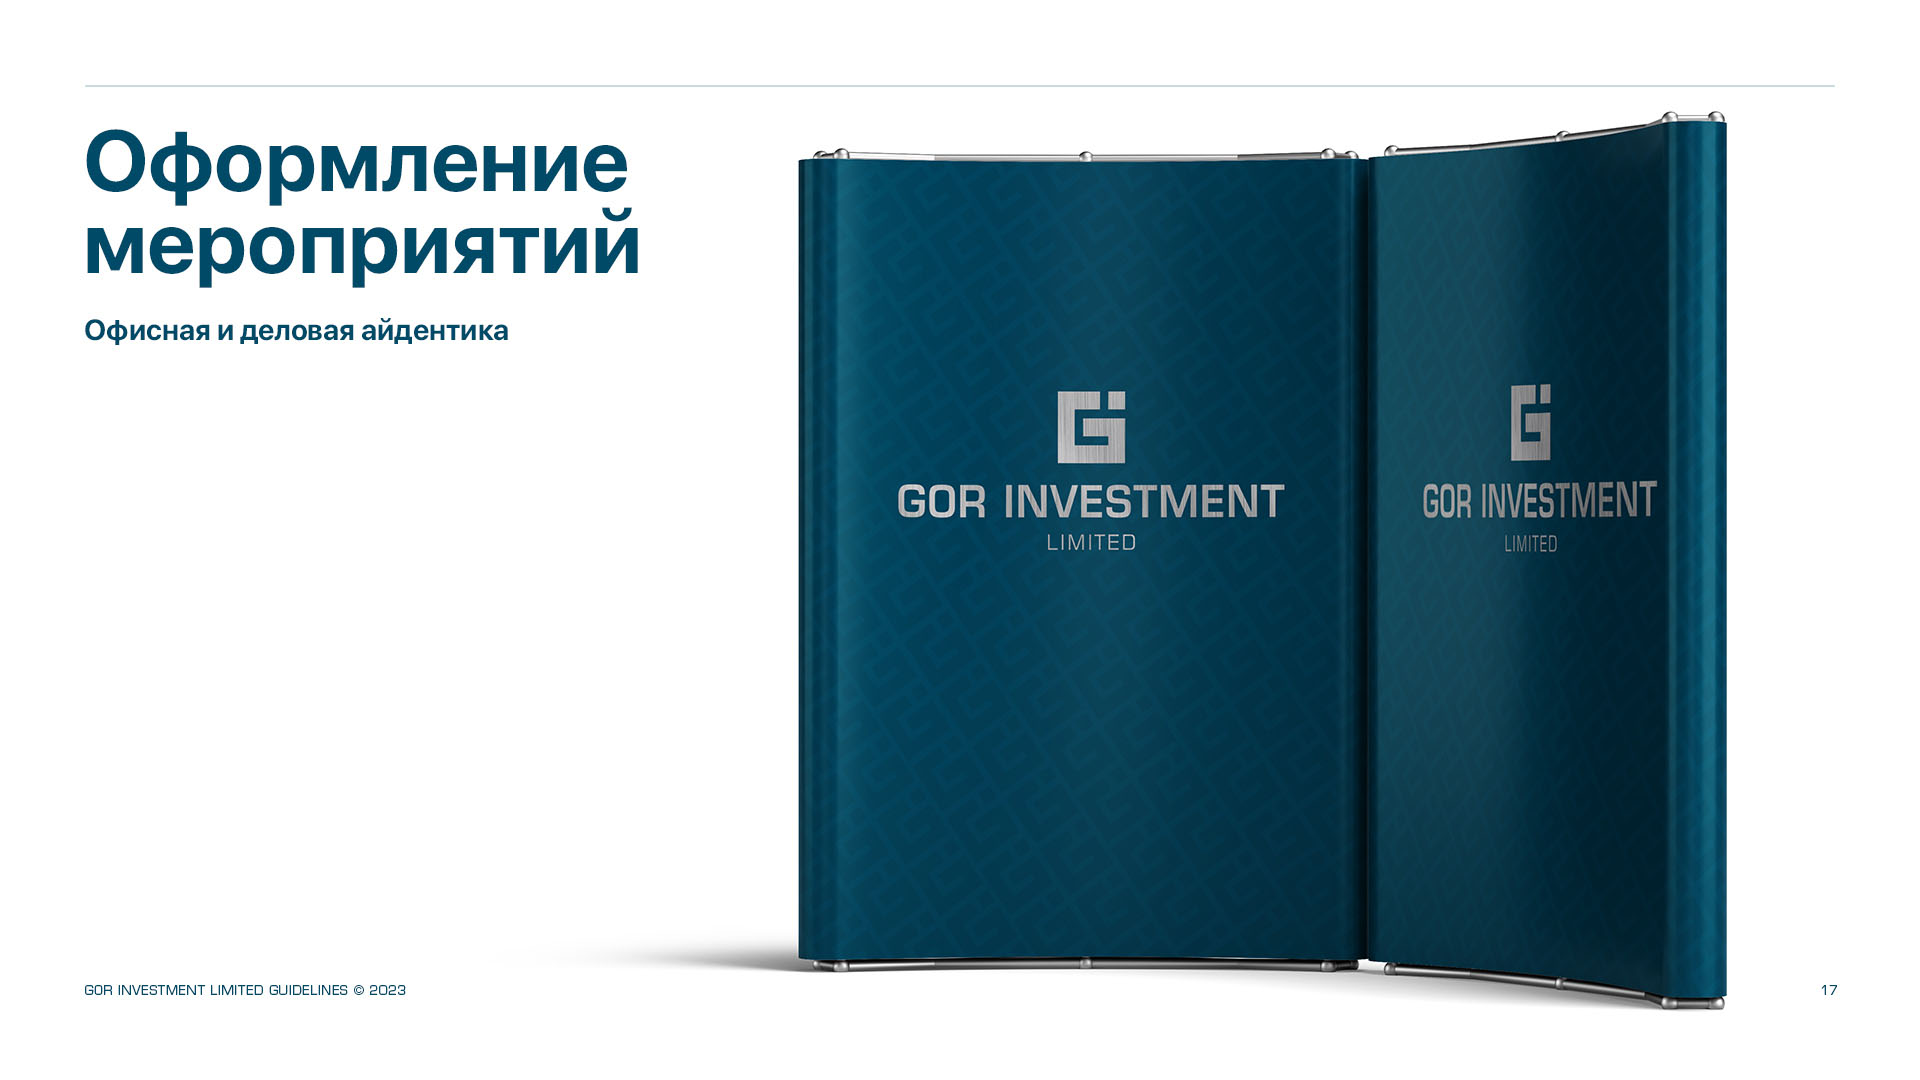 Оформление
мероприятий
Офисная и деловая айдентика
GOR INVESTMENT
LIMITED
GOR INVESTMENT
LIMITED
GOR INVESTMENT LIMITED GUIDELINES © 2023
17